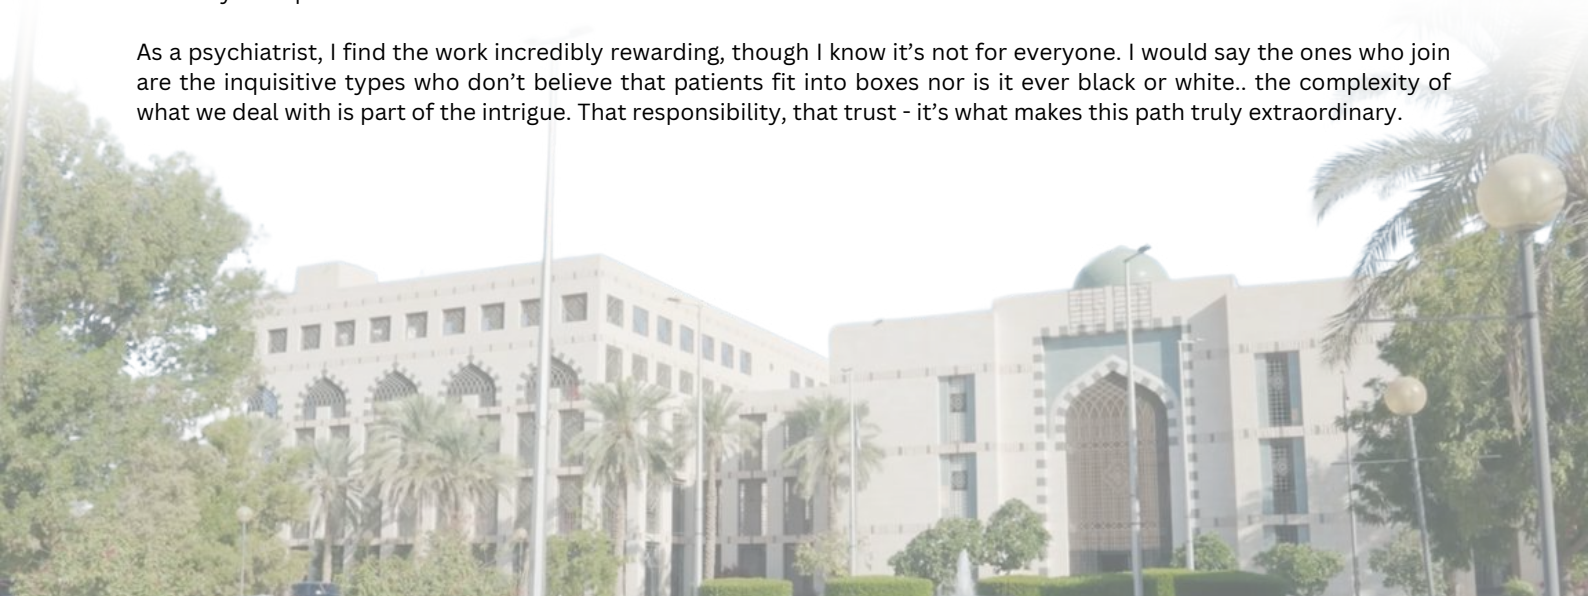 As a psychiatrist, I find the work incredibly rewarding, though I know it’s not for everyone. I would say the ones who join
are the inquisitive types who don’t believe that patients fit into boxes nor is it ever black or white.. the complexity of
what we deal with is part of the intrigue. That responsibility, that trust - it’s what makes this path truly extraordinary.